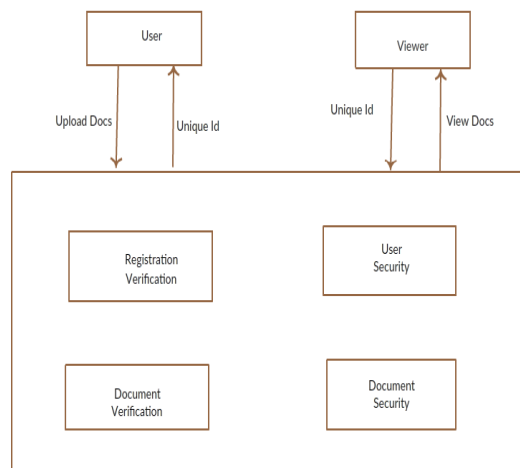 User
Viewer
Upload Docs
Unique Id
Unique Id
View Docs
Registration
Verification
User
Security
Document
Verification
Document
Security